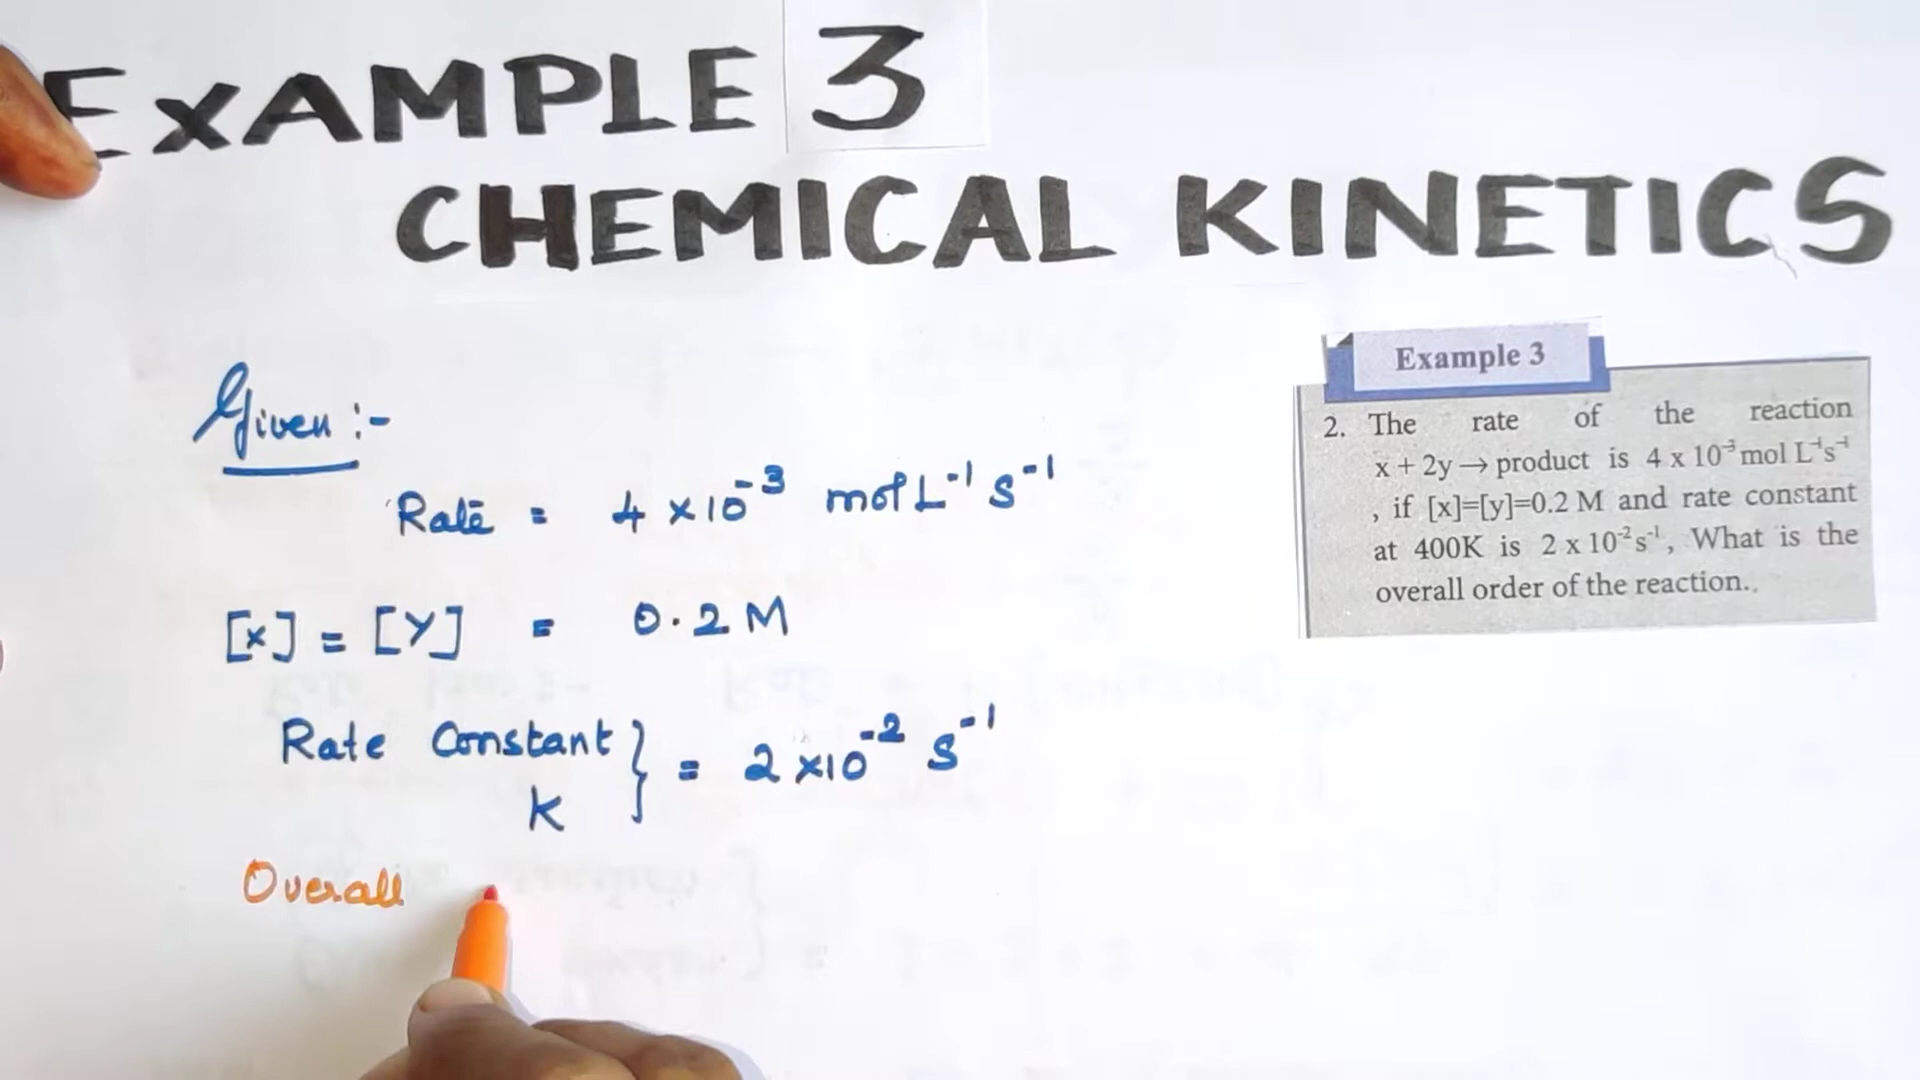 EXAMPLE 3
CHEMICAL KINETICS
Given :-
Rate = 4 × 10⁻³ mol L⁻¹ s⁻¹
[x] = [y] = 0.2 M
Rate Constant } = 2 × 10⁻² s⁻¹
K
Overall
Example 3
2. The rate of the reaction
x + 2y → product is 4 x 10⁻³ mol L⁻¹s⁻¹
, if [x]=[y]=0.2 M and rate constant
at 400K is 2 x 10⁻² s⁻¹, What is the
overall order of the reaction..